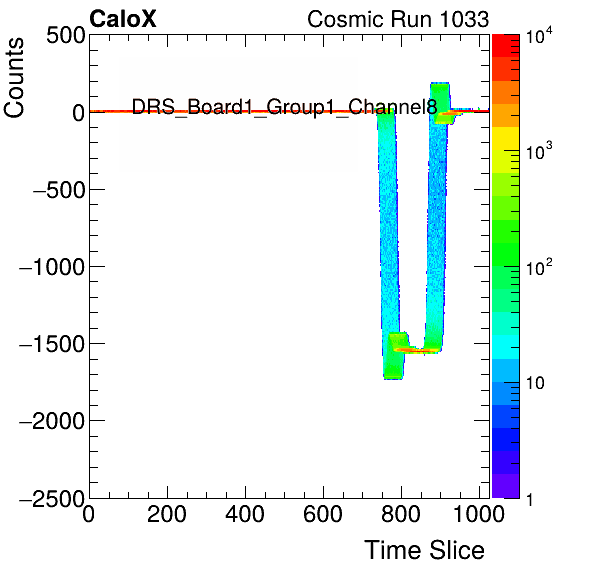 CaloX Cosmic Run 1033
Counts
500
0
−500
−1000
−1500
−2000
−2500
DRS_Board1_Group1_Channel8
10^4
10^3
10^2
10
1
0 200 400 600 800 1000
Time Slice